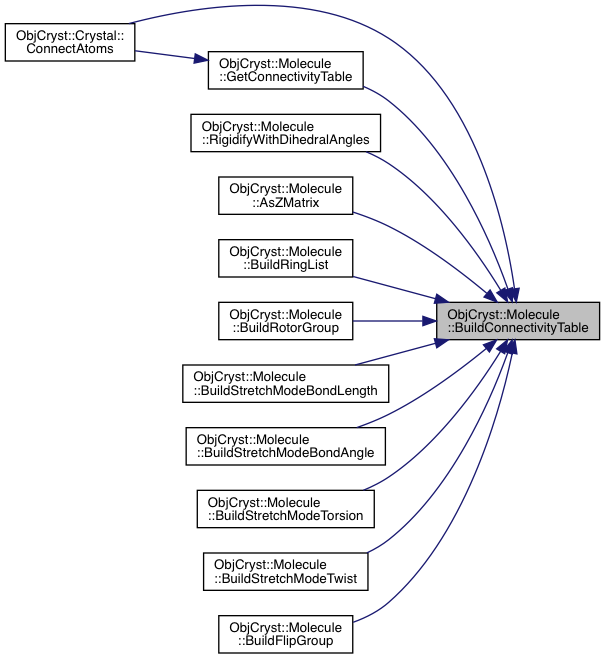 ObjCryst::Crystal::
ConnectAtoms
ObjCryst::Molecule
::GetConnectivityTable
ObjCryst::Molecule
::RigidifyWithDihedralAngles
ObjCryst::Molecule
::AsZMatrix
ObjCryst::Molecule
::BuildRingList
ObjCryst::Molecule
::BuildConnectivityTable
ObjCryst::Molecule
::BuildRotorGroup
ObjCryst::Molecule
::BuildStretchModeBondLength
ObjCryst::Molecule
::BuildStretchModeBondAngle
ObjCryst::Molecule
::BuildStretchModeTorsion
ObjCryst::Molecule
::BuildStretchModeTwist
ObjCryst::Molecule
::BuildFlipGroup